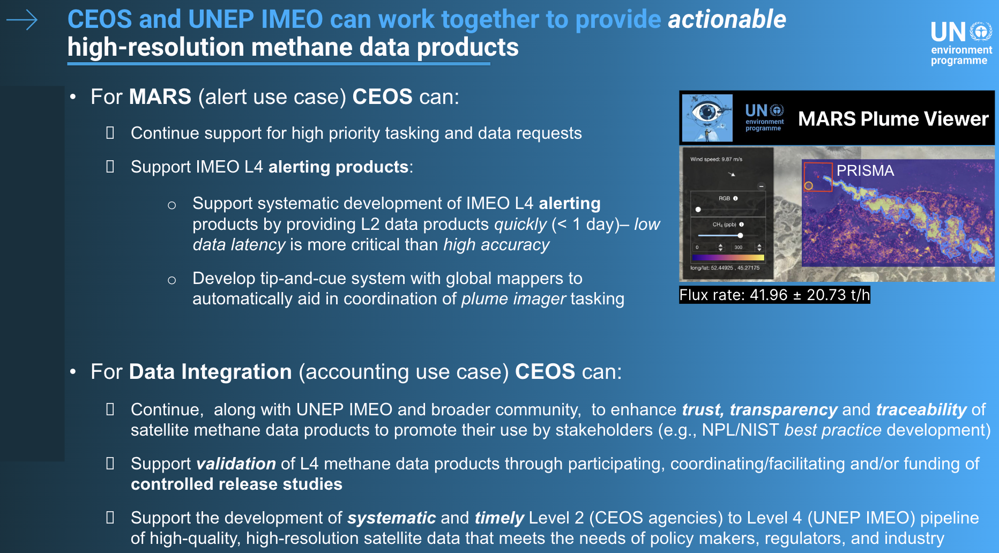 CEOS and UNEP IMEO can work together to provide actionable
high-resolution methane data products
UN
environment
programme
• For MARS (alert use case) CEOS can:
Continue support for high priority tasking and data requests
Support IMEO L4 alerting products:
o Support systematic development of IMEO L4 alerting
products by providing L2 data products quickly (< 1 day)– low
data latency is more critical than high accuracy
o Develop tip-and-cue system with global mappers to
automatically aid in coordination of plume imager tasking
UN
environment
programme
MARS Plume Viewer
Wind speed: 9.87 m/s
RGB
CH₄ (ppb)
0 300
long/lat: 52.44925 , 45.27175
PRISMA
Flux rate: 41.96 ± 20.73 t/h
• For Data Integration (accounting use case) CEOS can:
Continue, along with UNEP IMEO and broader community, to enhance trust, transparency and traceability of
satellite methane data products to promote their use by stakeholders (e.g., NPL/NIST best practice development)
Support validation of L4 methane data products through participating, coordinating/facilitating and/or funding of
controlled release studies
Support the development of systematic and timely Level 2 (CEOS agencies) to Level 4 (UNEP IMEO) pipeline
of high-quality, high-resolution satellite data that meets the needs of policy makers, regulators, and industry